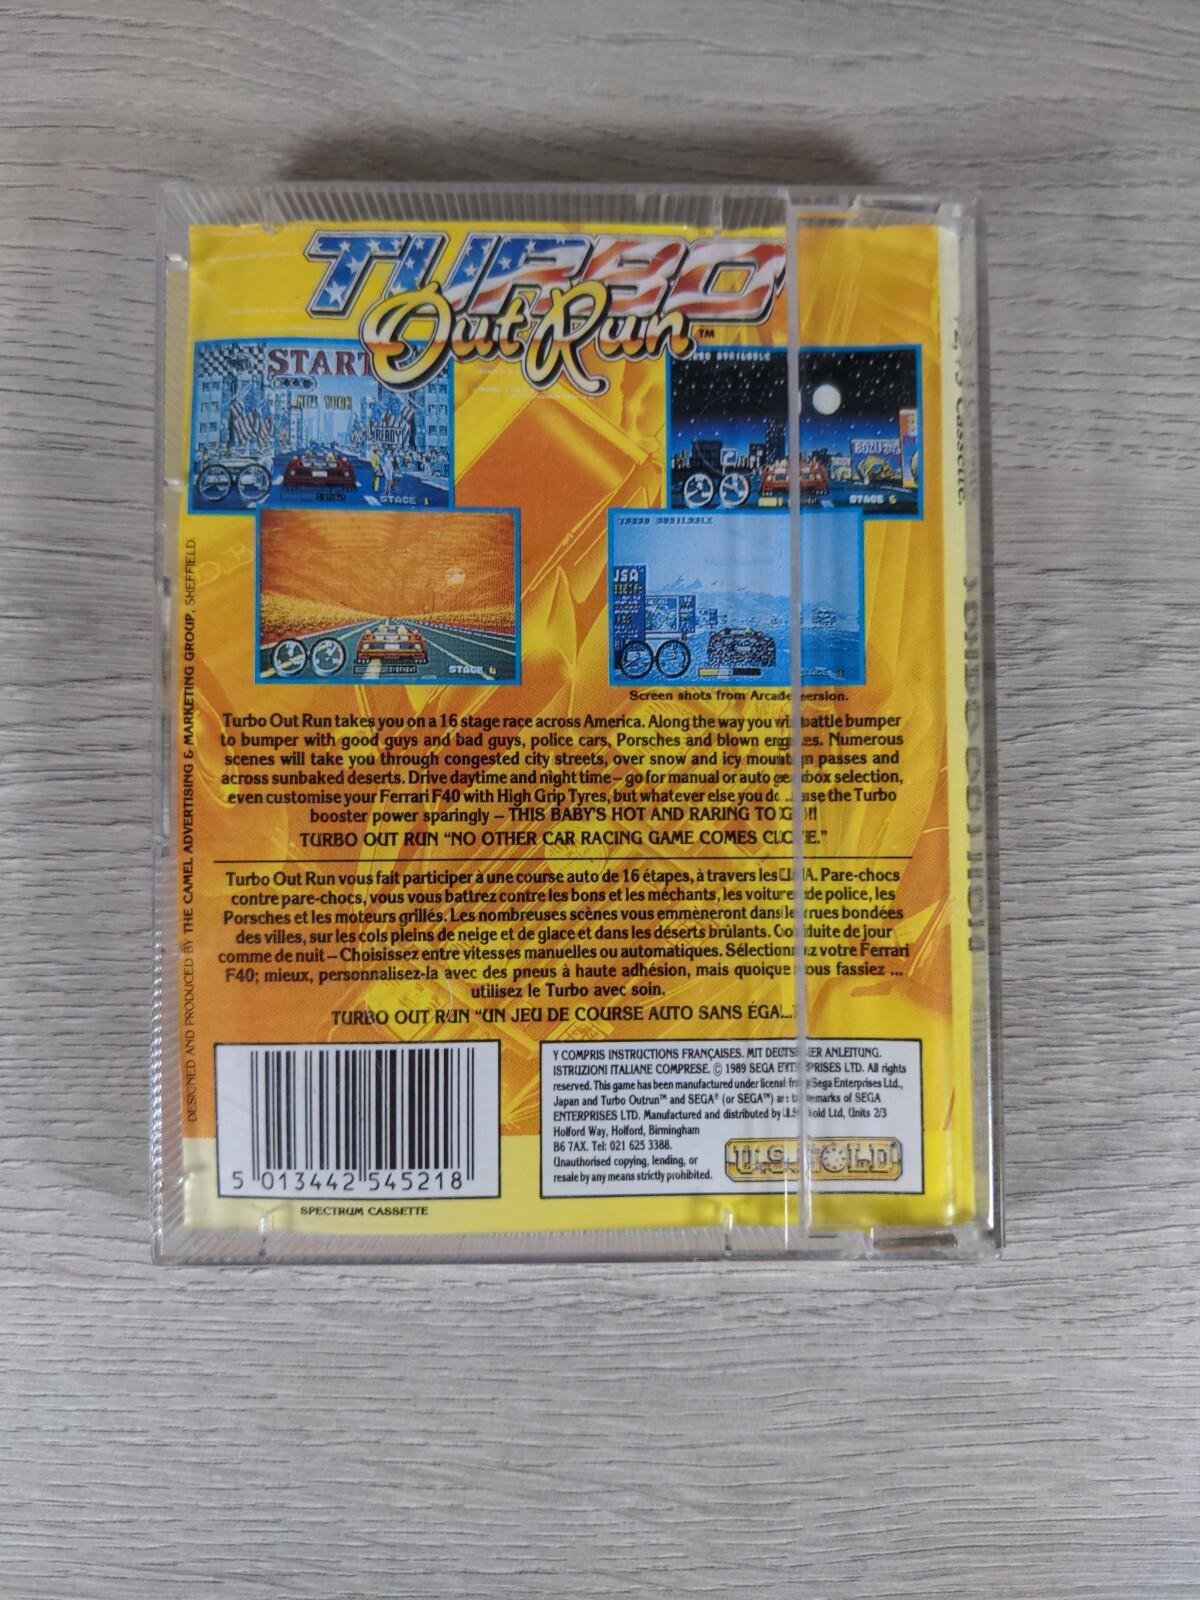 TURBO
Out Run™
START
NEW YORK
READY!
STAGE 1
TURBO AVAILABLE
STAGE 6
STAGE 4
TURBO AVAILABLE
USA
Screen shots from Arcade version.
Turbo Out Run takes you on a 16 stage race across America. Along the way you will battle bumper
to bumper with good guys and bad guys, police cars, Porsches and blown engines. Numerous
scenes will take you through congested city streets, over snow and icy mountain passes and
across sunbaked deserts. Drive daytime and night time – go for manual or auto gearbox selection,
even customise your Ferrari F40 with High Grip Tyres, but whatever else you do ... use the Turbo
booster power sparingly – THIS BABY'S HOT AND RARING TO GO!!!
TURBO OUT RUN "NO OTHER CAR RACING GAME COMES CLOSE."
Turbo Out Run vous fait participer à une course auto de 16 étapes, à travers les U.S.A. Pare-chocs
contre pare-chocs, vous vous battrez contre les bons et les méchants, les voitures de police, les
Porsches et les moteurs grillés. Les nombreuses scènes vous emmèneront dans les rues bondées
des villes, sur les cols pleins de neige et de glace et dans les déserts brûlants. Conduite de jour
comme de nuit – Choisissez entre vitesses manuelles ou automatiques. Sélectionnez votre Ferrari
F40; mieux, personnalisez-la avec des pneus à haute adhésion, mais quoique vous fassiez ...
utilisez le Turbo avec soin.
TURBO OUT RUN "UN JEU DE COURSE AUTO SANS ÉGAL."
DESIGNED AND PRODUCED BY THE CAMEL ADVERTISING & MARKETING GROUP, SHEFFIELD.
5 013442 545218
SPECTRUM CASSETTE
Y COMPRIS INSTRUCTIONS FRANÇAISES. MIT DEUTSCHER ANLEITUNG.
ISTRUZIONI ITALIANE COMPRESE. © 1989 SEGA ENTERPRISES LTD. All rights
reserved. This game has been manufactured under license from Sega Enterprises Ltd.,
Japan and Turbo Outrun™ and SEGA® (or SEGA™) are trademarks of SEGA
ENTERPRISES LTD. Manufactured and distributed by U.S. Gold Ltd, Units 2/3
Holford Way, Holford, Birmingham
B6 7AX. Tel: 021 625 3388.
Unauthorised copying, lending, or
resale by any means strictly prohibited.
U.S. GOLD
Cassette.